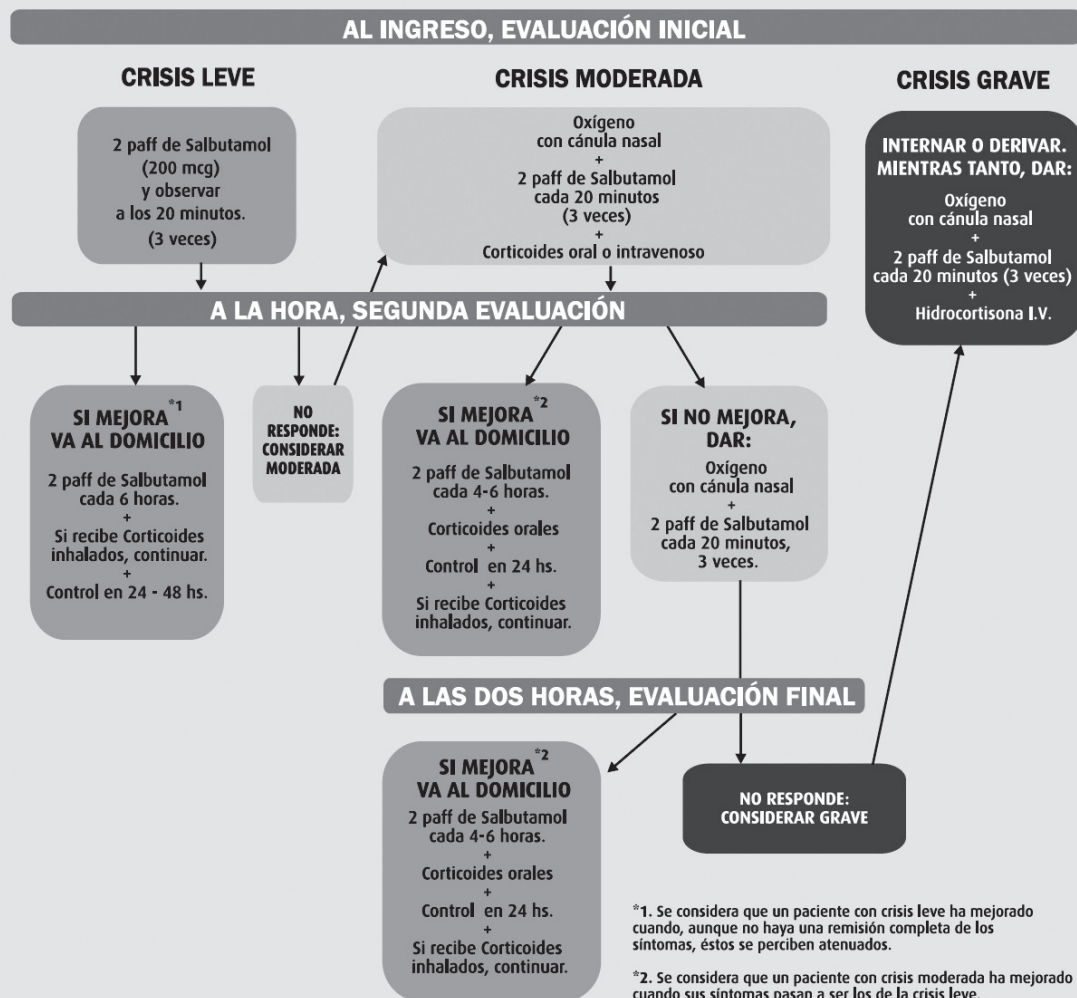 AL INGRESO, EVALUACIÓN INICIAL
CRISIS LEVE
2 paff de Salbutamol
(200 mcg)
y observar
a los 20 minutos.
(3 veces)
CRISIS MODERADA
Oxígeno
con cánula nasal
+
2 paff de Salbutamol
cada 20 minutos
(3 veces)
+
Corticoides oral o intravenoso
CRISIS GRAVE
INTERNAR O DERIVAR.
MIENTRAS TANTO, DAR:
Oxígeno
con cánula nasal
+
2 paff de Salbutamol
cada 20 minutos (3 veces)
+
Hidrocortisona I.V.
A LA HORA, SEGUNDA EVALUACIÓN
SI MEJORA *1
VA AL DOMICILIO
2 paff de Salbutamol
cada 6 horas.
+
Si recibe Corticoides
inhalados, continuar.
+
Control en 24 - 48 hs.
NO
RESPONDE:
CONSIDERAR
MODERADA
SI MEJORA *2
VA AL DOMICILIO
2 paff de Salbutamol
cada 4-6 horas.
+
Corticoides orales
+
Control en 24 hs.
+
Si recibe Corticoides
inhalados, continuar.
SI NO MEJORA,
DAR:
Oxígeno
con cánula nasal
+
2 paff de Salbutamol
cada 20 minutos,
3 veces.
A LAS DOS HORAS, EVALUACIÓN FINAL
SI MEJORA *2
VA AL DOMICILIO
2 paff de Salbutamol
cada 4-6 horas.
+
Corticoides orales
+
Control en 24 hs.
+
Si recibe Corticoides
inhalados, continuar.
NO RESPONDE:
CONSIDERAR GRAVE
*1. Se considera que un paciente con crisis leve ha mejorado
cuando, aunque no haya una remisión completa de los
síntomas, éstos se perciben atenuados.
*2. Se considera que un paciente con crisis moderada ha mejorado
cuando sus síntomas pasan a ser los de la crisis leve.